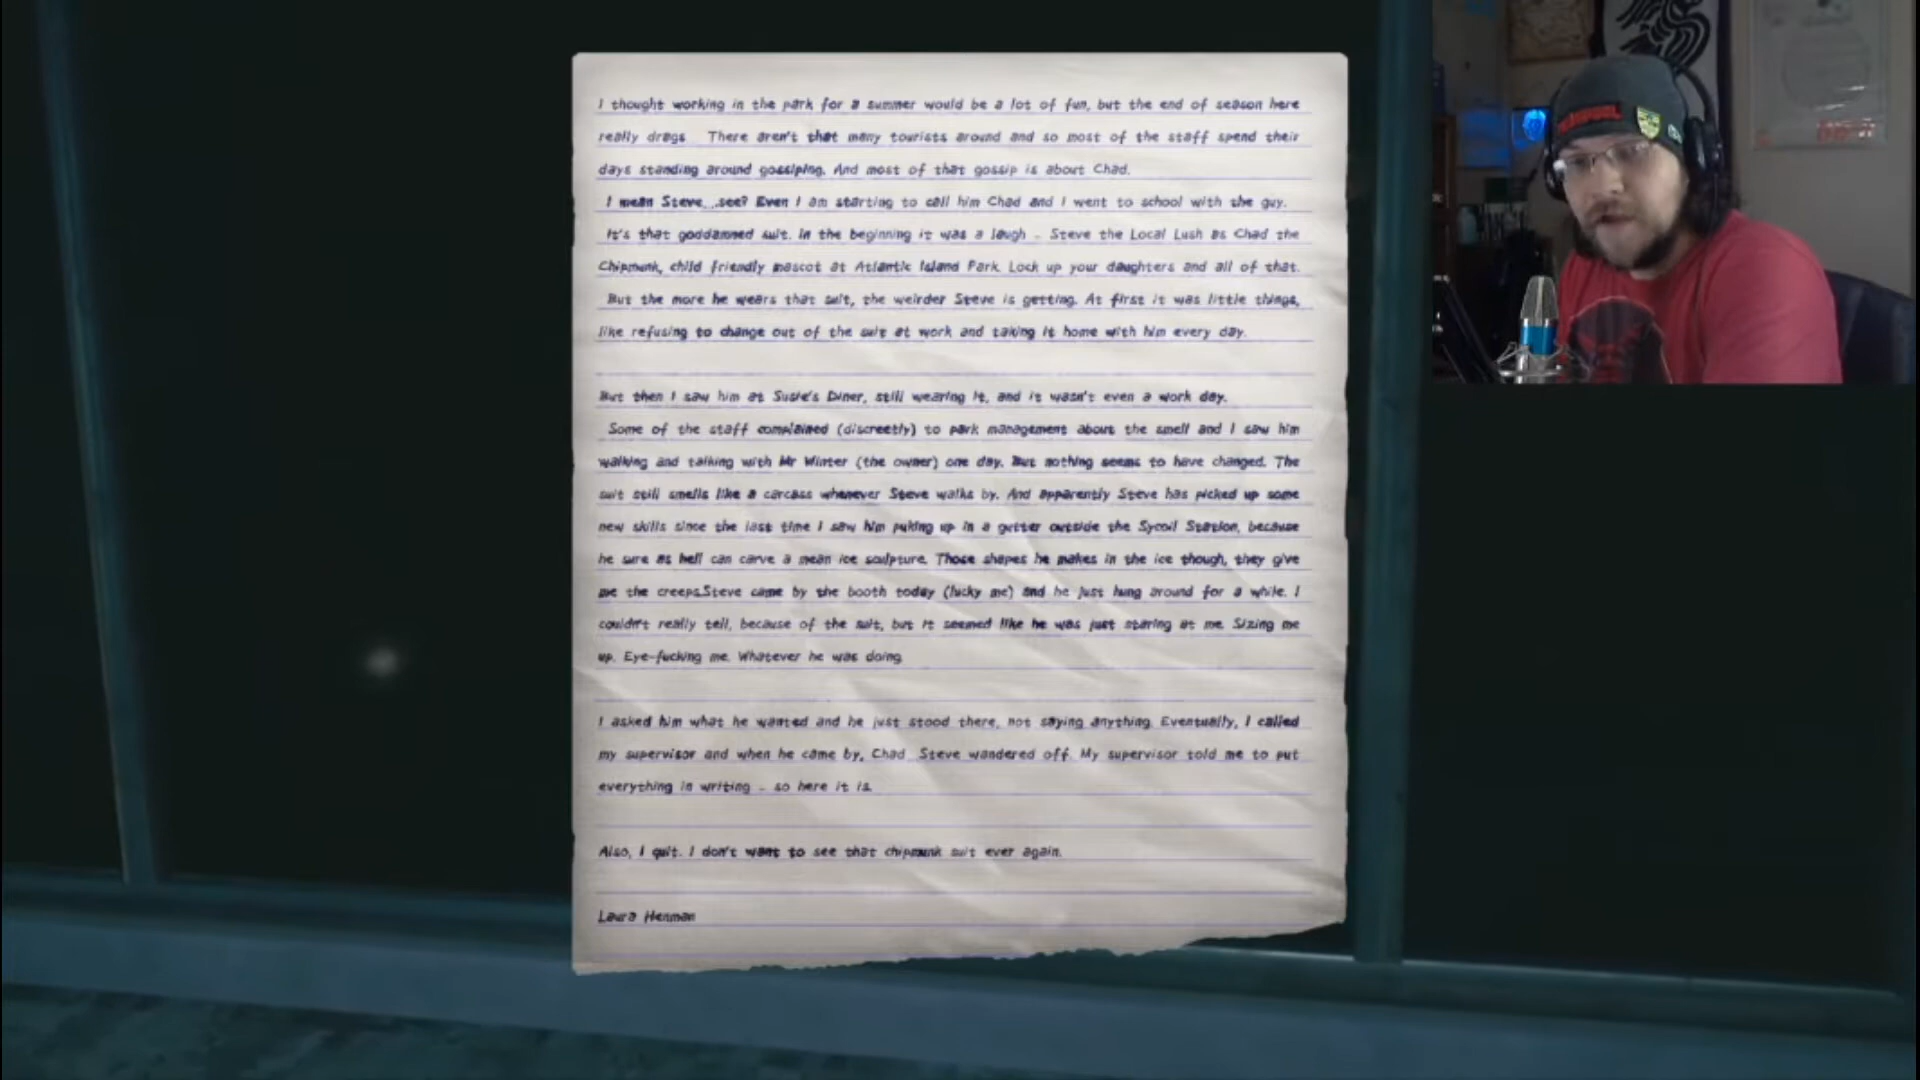 I thought working in the park for a summer would be a lot of fun, but the end of season here
really drags   There aren't that many tourists around and so most of the staff spend their
days standing around gossiping. And most of that gossip is about Chad.
I mean Steve...see? Even I am starting to call him Chad and I went to school with the guy.
It's that goddamned suit. In the beginning it was a laugh - Steve the Local Lush as Chad the
Chipmunk, child friendly mascot at Atlantic Island Park. Lock up your daughters and all of that.
But the more he wears that suit, the weirder Steve is getting. At first it was little things,
like refusing to change out of the suit at work and taking it home with him every day.
But then I saw him at Susie's Diner, still wearing it, and it wasn't even a work day.
Some of the staff complained (discreetly) to park management about the smell and I saw him
walking and talking with Mr Winter (the owner) one day. But nothing seems to have changed. The
suit still smells like a carcass whenever Steve walks by. And apparently Steve has picked up some
new skills since the last time I saw him puking up in a gutter outside the Sycoil Station, because
he sure as hell can carve a mean ice sculpture. Those shapes he makes in the ice though, they give
me the creeps.Steve came by the booth today (lucky me) and he just hung around for a while. I
couldn't really tell, because of the suit, but it seemed like he was just staring at me. Sizing me
up. Eye-fucking me. Whatever he was doing.
I asked him what he wanted and he just stood there, not saying anything. Eventually, I called
my supervisor and when he came by, Chad   Steve wandered off. My supervisor told me to put
everything in writing - so here it is.
Also, I quit. I don't want to see that chipmunk suit ever again.
Laura Henman